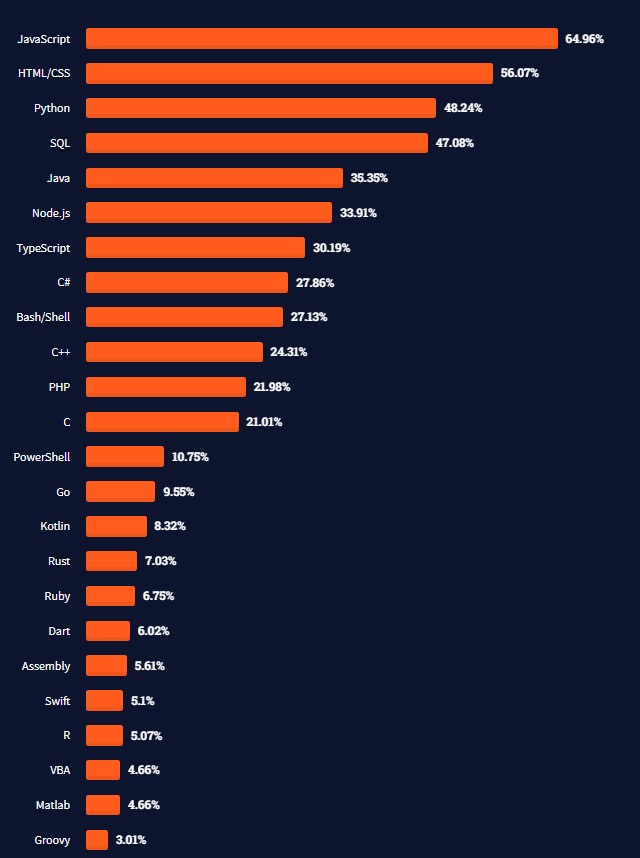 JavaScript 64.96%
HTML/CSS 56.07%
Python 48.24%
SQL 47.08%
Java 35.35%
Node.js 33.91%
TypeScript 30.19%
C# 27.86%
Bash/Shell 27.13%
C++ 24.31%
PHP 21.98%
C 21.01%
PowerShell 10.75%
Go 9.55%
Kotlin 8.32%
Rust 7.03%
Ruby 6.75%
Dart 6.02%
Assembly 5.61%
Swift 5.1%
R 5.07%
VBA 4.66%
Matlab 4.66%
Groovy 3.01%